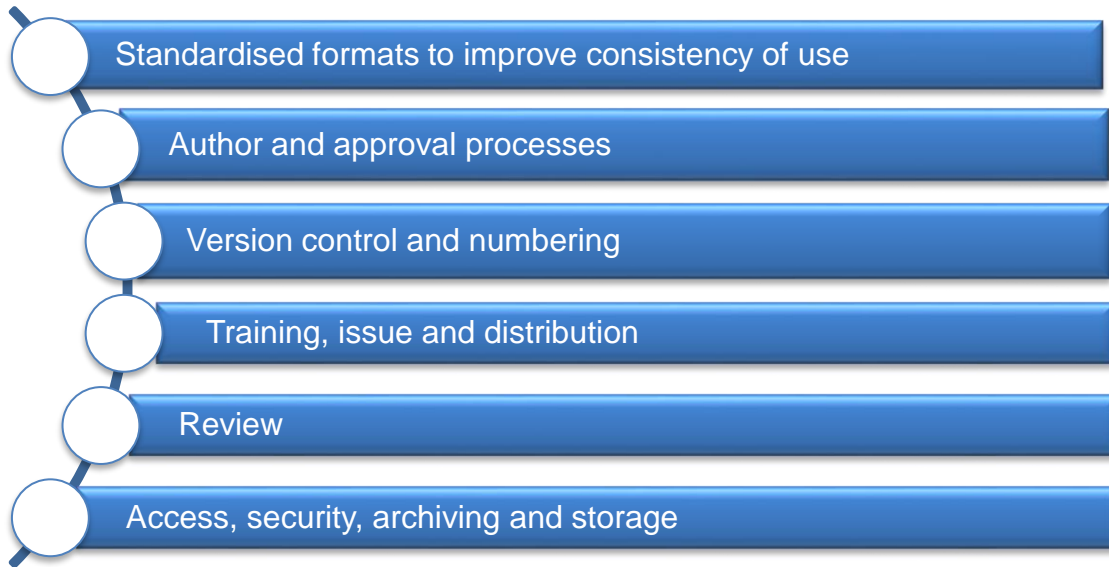 Standardised formats to improve consistency of use
Author and approval processes
Version control and numbering
Training, issue and distribution
Review
Access, security, archiving and storage